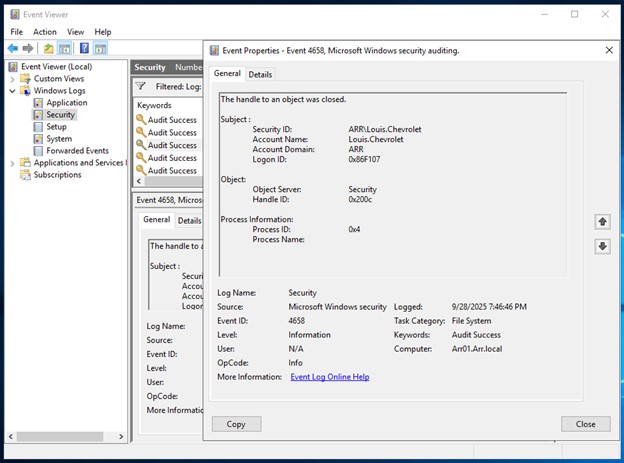 Event Viewer
File Action View Help
Event Viewer (Local)
Custom Views
Windows Logs
Application
Security
Setup
System
Forwarded Events
Applications and Services
Subscriptions
Security Number
Filtered: Log:
Keywords
Audit Success
Audit Success
Audit Success
Audit Success
Audit Success
Event 4658, Microso
General Details
The handle to a
Subject :
Securi
Accou
Accou
Logon
Log Name:
Source:
Event ID:
Level:
User:
OpCode:
More Informatio
Event Properties - Event 4658, Microsoft Windows security auditing.
General Details
The handle to an object was closed.
Subject :
Security ID: ARR\Louis.Chevrolet
Account Name: Louis.Chevrolet
Account Domain: ARR
Logon ID: 0x86F107
Object:
Object Server: Security
Handle ID: 0x200c
Process Information:
Process ID: 0x4
Process Name:
Log Name: Security
Source: Microsoft Windows security Logged: 9/28/2025 7:46:46 PM
Event ID: 4658 Task Category: File System
Level: Information Keywords: Audit Success
User: N/A Computer: Arr01.Arr.local
OpCode: Info
More Information: Event Log Online Help
Copy Close